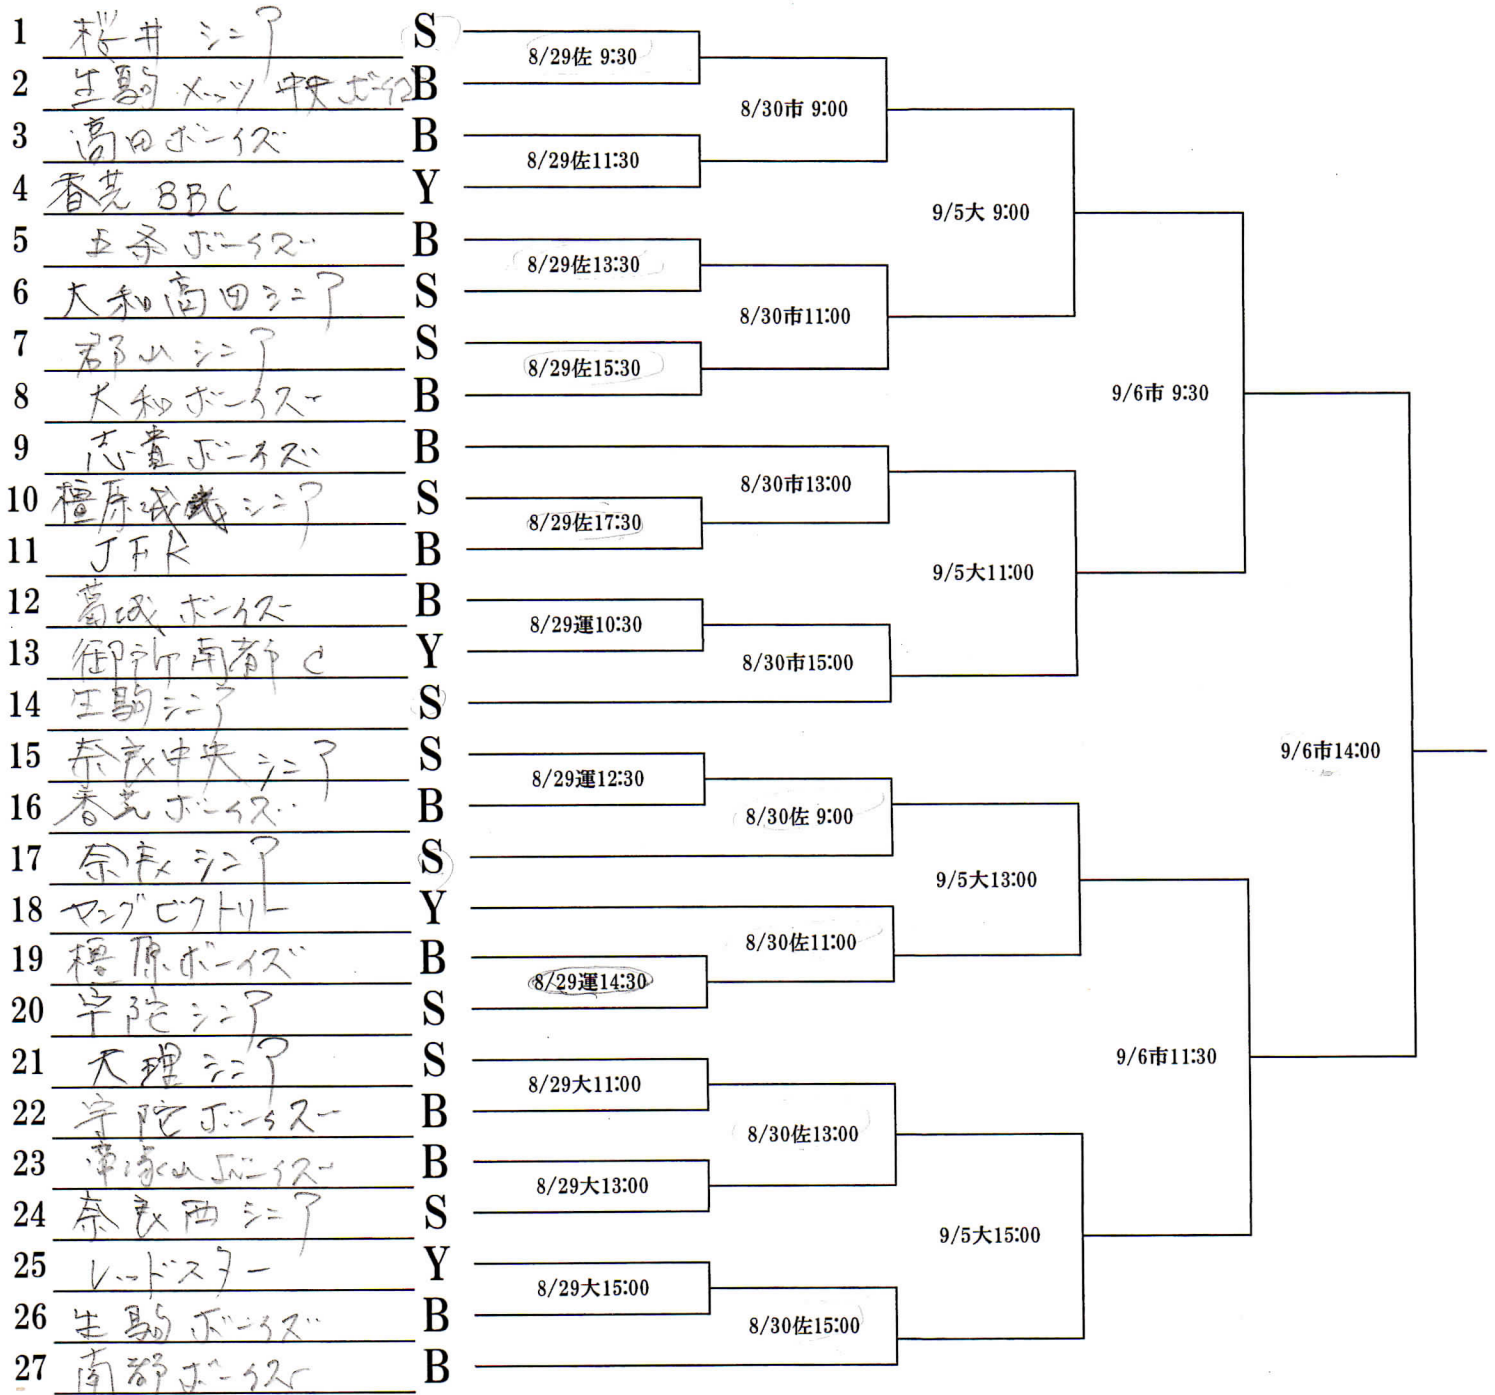 1 桜井 シニア S
8/29佐 9:30
2 生駒 メッツ 中央ボーイズ B
8/30市 9:00
3 高田ボーイズ B
8/29佐11:30
4 香芝 BBC Y
9/5大 9:00
5 五条 ボーイズ B
8/29佐13:30
6 大和高田シニア S
8/30市11:00
7 郡山 シニア S
8/29佐15:30
8 大和ボーイズ B
9/6市 9:30
9 志貴ボーイズ B
8/30市13:00
10 橿原 シニア S
8/29佐17:30
11 JFK B
9/5大11:00
12 葛城 ボーイズ B
8/29運10:30
13 御所南都 C Y
8/30市15:00
14 生駒シニア S
15 奈良中央シニア S
9/6市14:00
8/29運12:30
16 香芝 ボーイズ B
8/30佐 9:00
17 奈良シニア S
9/5大13:00
18 ヤングビクトリー Y
8/30佐11:00
19 橿原ボーイズ B
8/29運14:30
20 宇陀シニア S
21 天理シニア S
9/6市11:30
8/29大11:00
22 宇陀ボーイズ B
8/30佐13:00
23 帝塚山ボーイズ B
8/29大13:00
24 奈良西シニア S
9/5大15:00
25 レッドスター Y
8/29大15:00
26 生駒ボーイズ B
8/30佐15:00
27 南都ボーイズ B